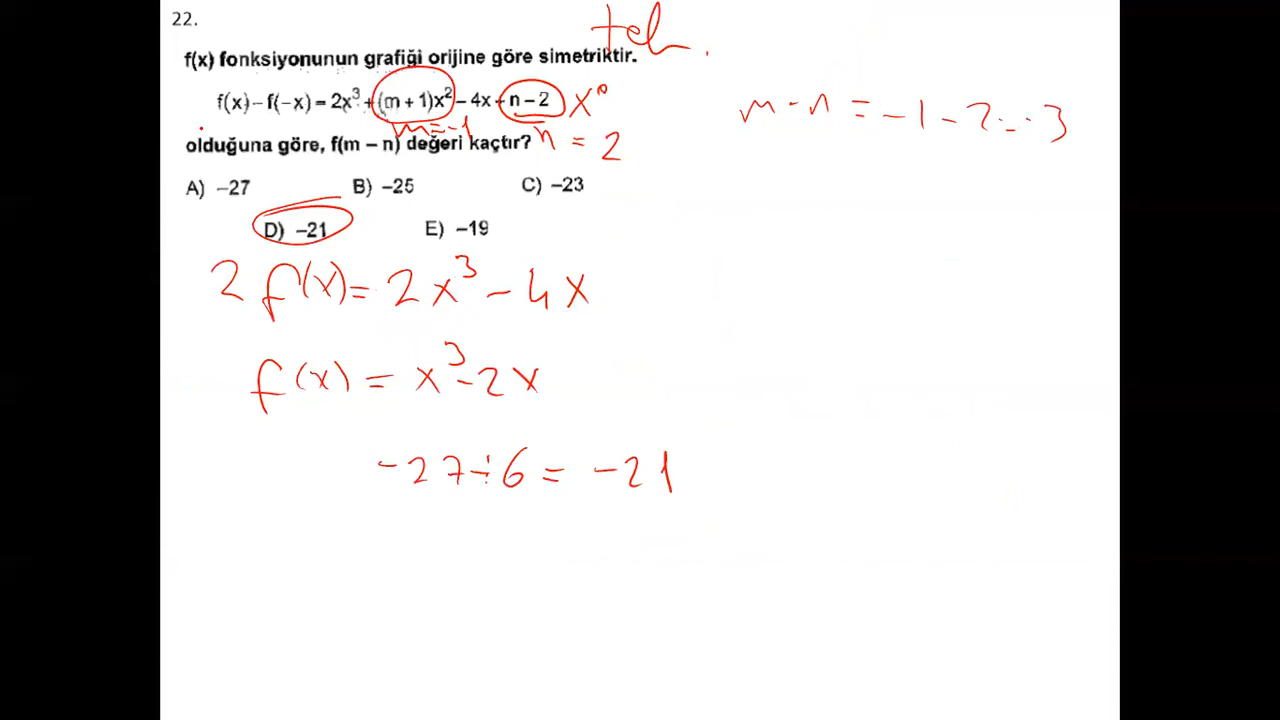 22.
tek
f(x) fonksiyonunun grafiği orijine göre simetriktir.
f(x) – f(–x) = 2x³ + (m + 1)x² – 4x + n – 2 x⁰
m = -1
olduğuna göre, f(m – n) değeri kaçtır? n = 2
m - n = -1 - 2 = -3
A) –27 B) –25 C) –23
D) –21 E) –19
2 f(x) = 2x³ - 4x
f(x) = x³ - 2x
-27 + 6 = -21